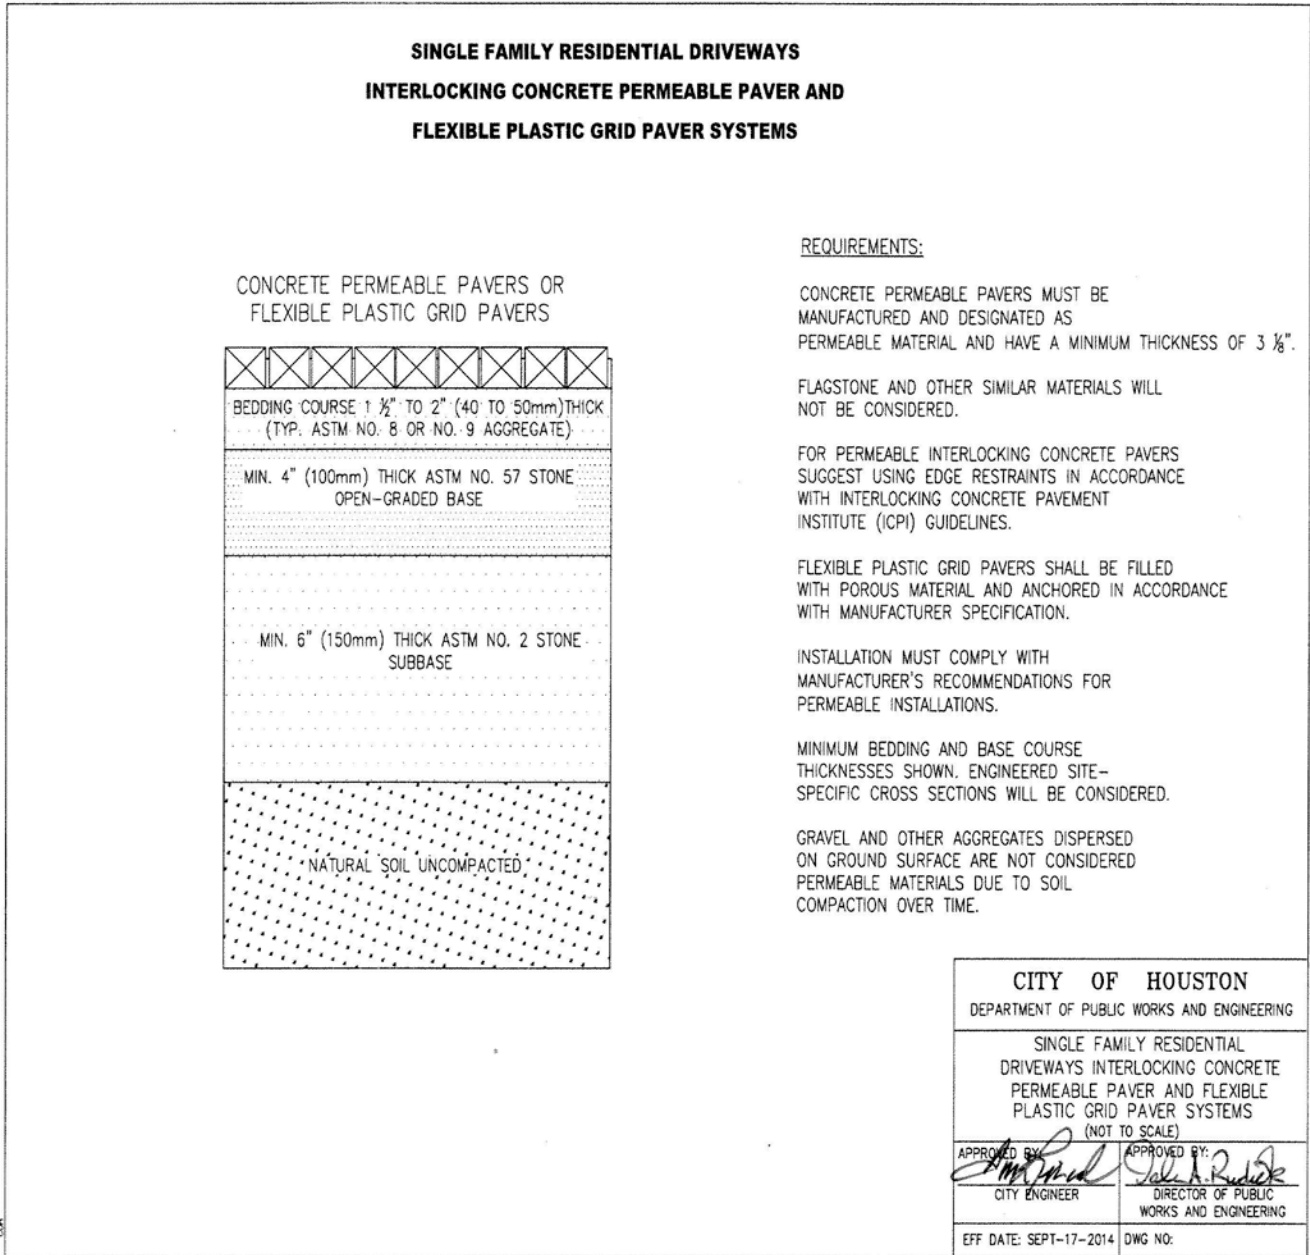 SINGLE FAMILY RESIDENTIAL DRIVEWAYS
INTERLOCKING CONCRETE PERMEABLE PAVER AND
FLEXIBLE PLASTIC GRID PAVER SYSTEMS
CONCRETE PERMEABLE PAVERS OR
FLEXIBLE PLASTIC GRID PAVERS
BEDDING COURSE 1 ½" TO 2" (40 TO 50mm)THICK
(TYP. ASTM NO. 8 OR NO. 9 AGGREGATE)
MIN. 4" (100mm) THICK ASTM NO. 57 STONE
OPEN-GRADED BASE
MIN. 6" (150mm) THICK ASTM NO. 2 STONE
SUBBASE
NATURAL SOIL UNCOMPACTED
REQUIREMENTS:
CONCRETE PERMEABLE PAVERS MUST BE
MANUFACTURED AND DESIGNATED AS
PERMEABLE MATERIAL AND HAVE A MINIMUM THICKNESS OF 3 ⅛".
FLAGSTONE AND OTHER SIMILAR MATERIALS WILL
NOT BE CONSIDERED.
FOR PERMEABLE INTERLOCKING CONCRETE PAVERS
SUGGEST USING EDGE RESTRAINTS IN ACCORDANCE
WITH INTERLOCKING CONCRETE PAVEMENT
INSTITUTE (ICPI) GUIDELINES.
FLEXIBLE PLASTIC GRID PAVERS SHALL BE FILLED
WITH POROUS MATERIAL AND ANCHORED IN ACCORDANCE
WITH MANUFACTURER SPECIFICATION.
INSTALLATION MUST COMPLY WITH
MANUFACTURER'S RECOMMENDATIONS FOR
PERMEABLE INSTALLATIONS.
MINIMUM BEDDING AND BASE COURSE
THICKNESSES SHOWN. ENGINEERED SITE-
SPECIFIC CROSS SECTIONS WILL BE CONSIDERED.
GRAVEL AND OTHER AGGREGATES DISPERSED
ON GROUND SURFACE ARE NOT CONSIDERED
PERMEABLE MATERIALS DUE TO SOIL
COMPACTION OVER TIME.
CITY OF HOUSTON
DEPARTMENT OF PUBLIC WORKS AND ENGINEERING
SINGLE FAMILY RESIDENTIAL
DRIVEWAYS INTERLOCKING CONCRETE
PERMEABLE PAVER AND FLEXIBLE
PLASTIC GRID PAVER SYSTEMS
(NOT TO SCALE)
APPROVED BY:
CITY ENGINEER
APPROVED BY:
Dale A. Rudick
DIRECTOR OF PUBLIC
WORKS AND ENGINEERING
EFF DATE: SEPT-17-2014
DWG NO: